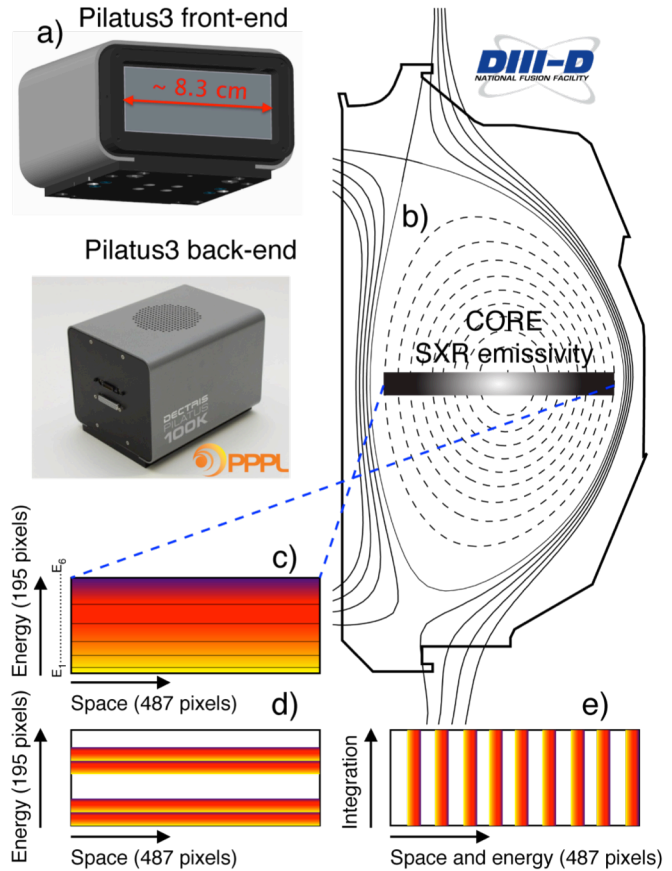 Pilatus3 front-end
a)
~ 8.3 cm
DIII-D
NATIONAL FUSION FACILITY
b)
Pilatus3 back-end
CORE
SXR emissivity
DECTRIS
PILATUS
100K
PPPL
c)
Energy (195 pixels)
E6
E1
Space (487 pixels)
d)
Energy (195 pixels)
Space (487 pixels)
e)
Integration
Space and energy (487 pixels)